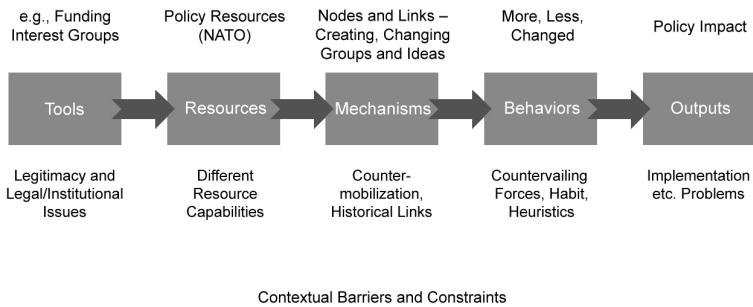 e.g., Funding
Interest Groups
Policy Resources
(NATO)
Nodes and Links –
Creating, Changing
Groups and Ideas
More, Less,
Changed
Policy Impact
Tools
Resources
Mechanisms
Behaviors
Outputs
Legitimacy and
Legal/Institutional
Issues
Different
Resource
Capabilities
Counter-
mobilization,
Historical Links
Countervailing
Forces, Habit,
Heuristics
Implementation
etc. Problems
Contextual Barriers and Constraints